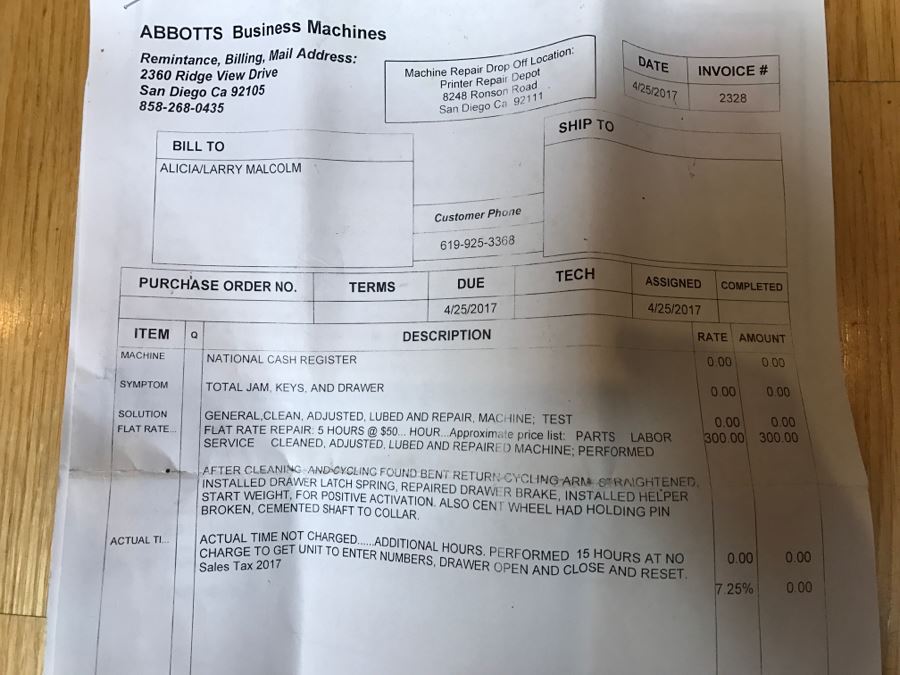 ABBOTTS Business Machines
Remintance, Billing, Mail Address:
2360 Ridge View Drive
San Diego Ca 92105
858-268-0435
Machine Repair Drop Off Location:
Printer Repair Depot
8248 Ronson Road
San Diego Ca 92111
DATE INVOICE #
4/25/2017 2328
BILL TO
ALICIA/LARRY MALCOLM
SHIP TO
Customer Phone
619-925-3368
PURCHASE ORDER NO. TERMS DUE TECH ASSIGNED COMPLETED
4/25/2017 4/25/2017
ITEM Q DESCRIPTION RATE AMOUNT
MACHINE NATIONAL CASH REGISTER 0.00 0.00
SYMPTOM TOTAL JAM, KEYS, AND DRAWER 0.00 0.00
SOLUTION GENERAL,CLEAN, ADJUSTED, LUBED AND REPAIR, MACHINE; TEST 0.00 0.00
FLAT RATE... FLAT RATE REPAIR: 5 HOURS @ $50... HOUR...Approximate price list: PARTS LABOR 300.00 300.00
SERVICE CLEANED, ADJUSTED, LUBED AND REPAIRED MACHINE; PERFORMED
AFTER CLEANING AND CYCLING FOUND BENT RETURN CYCLING ARM STRAIGHTENED,
INSTALLED DRAWER LATCH SPRING, REPAIRED DRAWER BRAKE, INSTALLED HELPER
START WEIGHT, FOR POSITIVE ACTIVATION. ALSO CENT WHEEL HAD HOLDING PIN
BROKEN, CEMENTED SHAFT TO COLLAR.
ACTUAL TI... ACTUAL TIME NOT CHARGED......ADDITIONAL HOURS, PERFORMED 15 HOURS AT NO 0.00 0.00
CHARGE TO GET UNIT TO ENTER NUMBERS, DRAWER OPEN AND CLOSE AND RESET.
Sales Tax 2017 7.25% 0.00